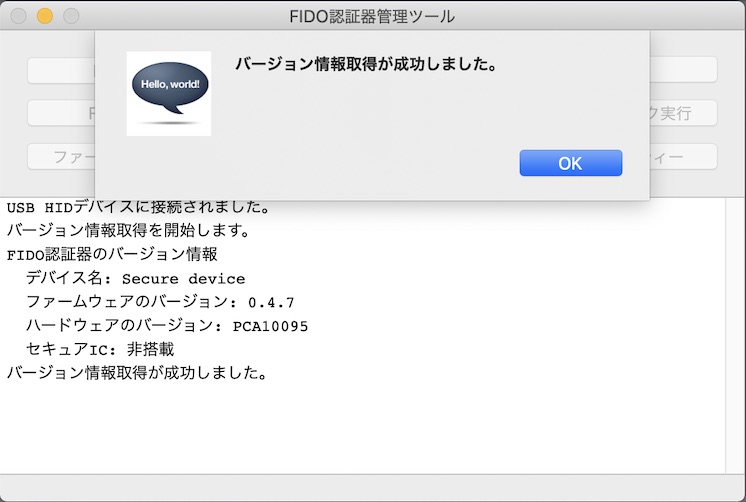 FIDO認証器管理ツール
バージョン情報取得が成功しました。
Hello, world!
OK
ク実行
ファー
ィー
USB HIDデバイスに接続されました。
バージョン情報取得を開始します。
FIDO認証器のバージョン情報
デバイス名: Secure device
ファームウェアのバージョン: 0.4.7
ハードウェアのバージョン: PCA10095
セキュアIC: 非搭載
バージョン情報取得が成功しました。